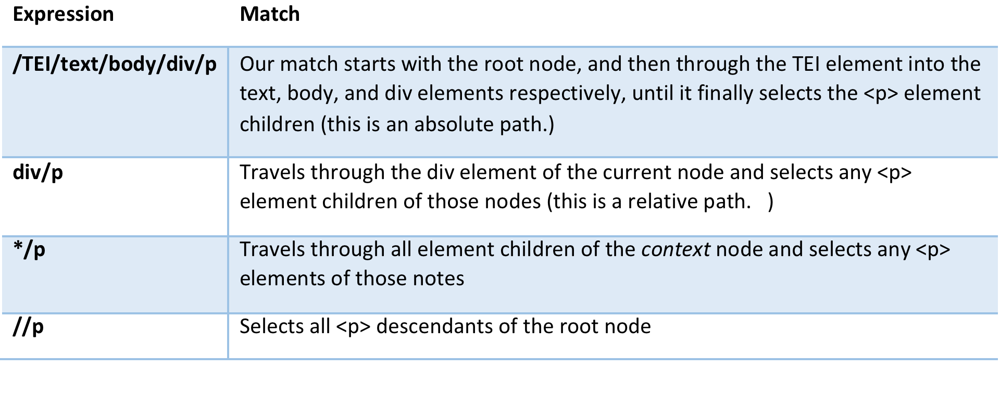 Expression Match
/TEI/text/body/div/p Our match starts with the root node, and then through the TEI element into the
text, body, and div elements respectively, until it finally selects the <p> element
children (this is an absolute path.)
div/p Travels through the div element of the current node and selects any <p>
element children of those nodes (this is a relative path.   )
*/p Travels through all element children of the context node and selects any <p>
elements of those notes
//p Selects all <p> descendants of the root node